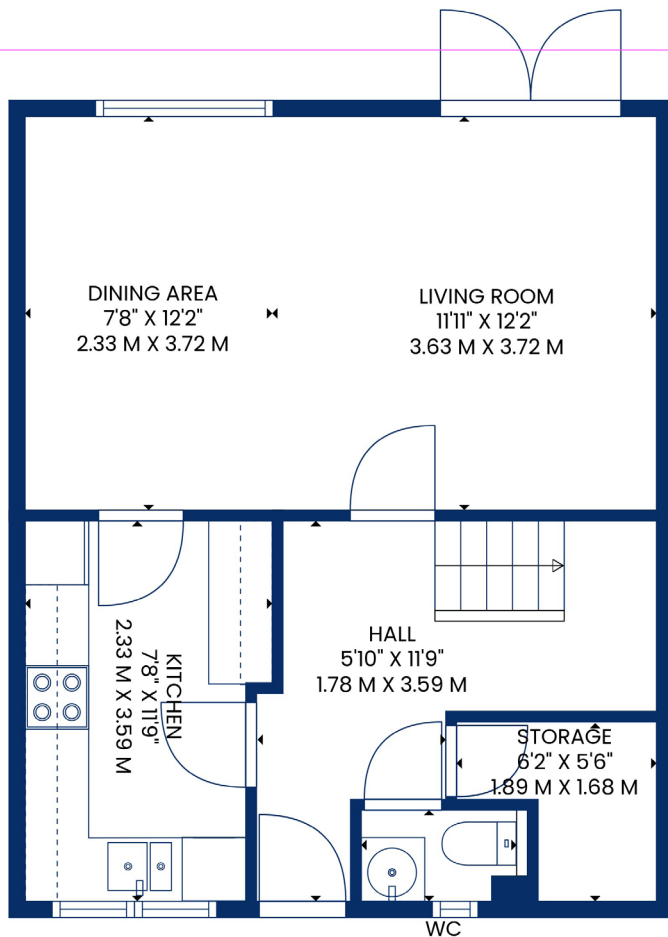 DINING AREA
7'8" X 12'2"
2.33 M X 3.72 M
LIVING ROOM
11'11" X 12'2"
3.63 M X 3.72 M
KITCHEN
7'8" X 11'9"
2.33 M X 3.59 M
HALL
5'10" X 11'9"
1.78 M X 3.59 M
STORAGE
6'2" X 5'6"
1.89 M X 1.68 M
WC